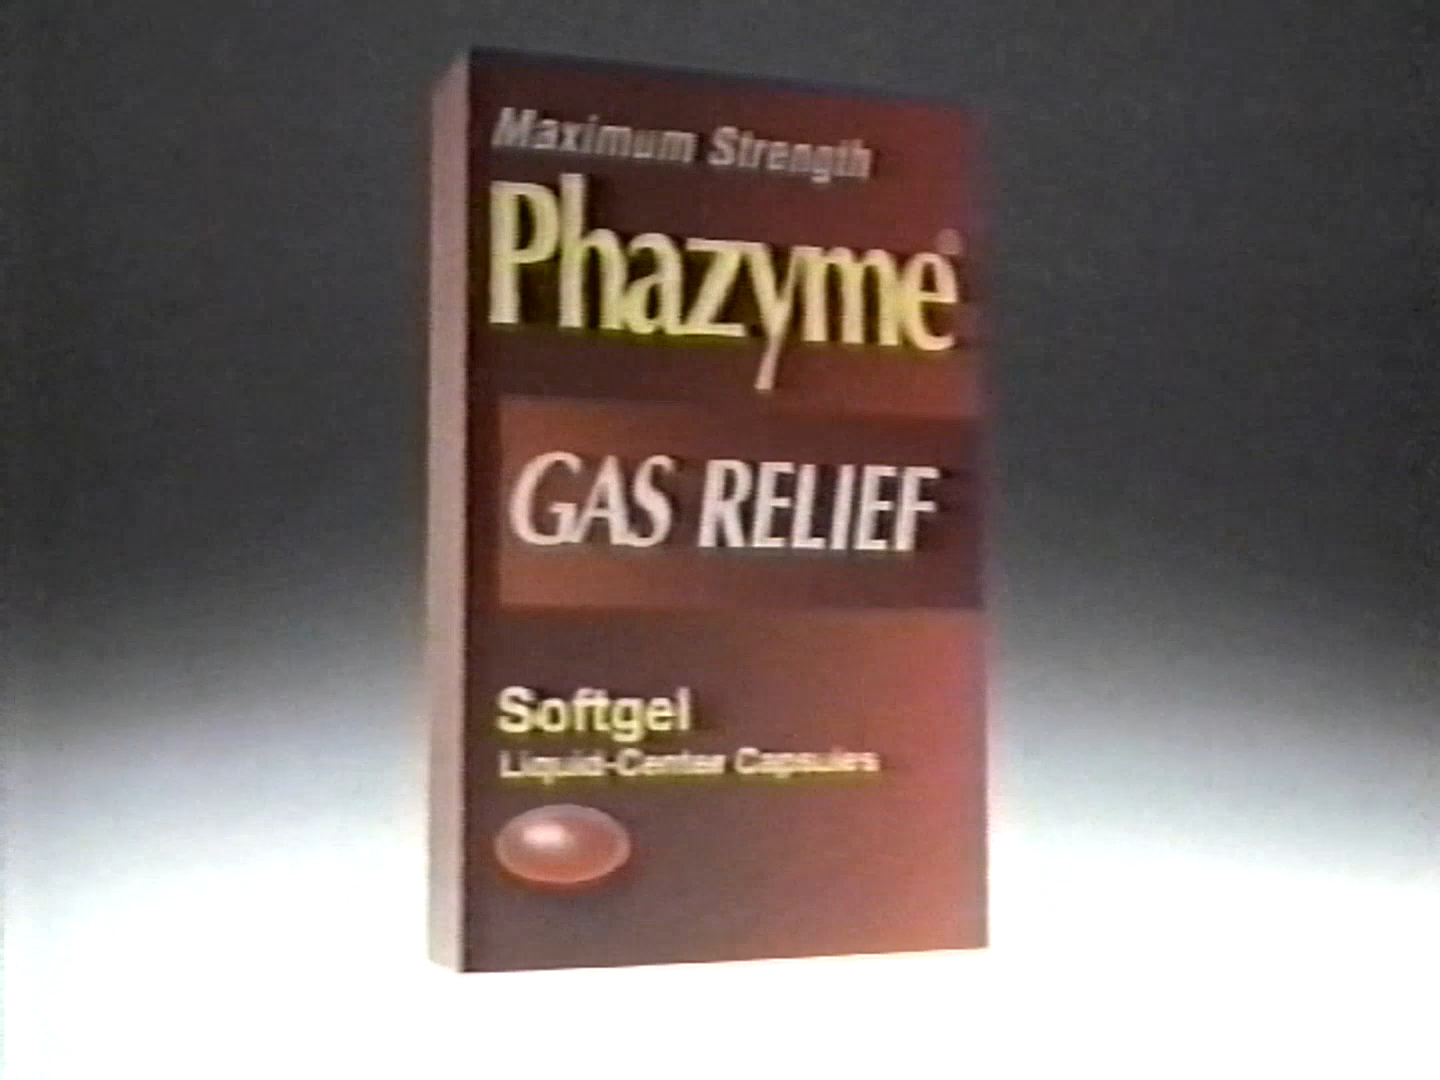 Maximum Strength
Phazyme®
GAS RELIEF
Softgel
Liquid-Center Capsules